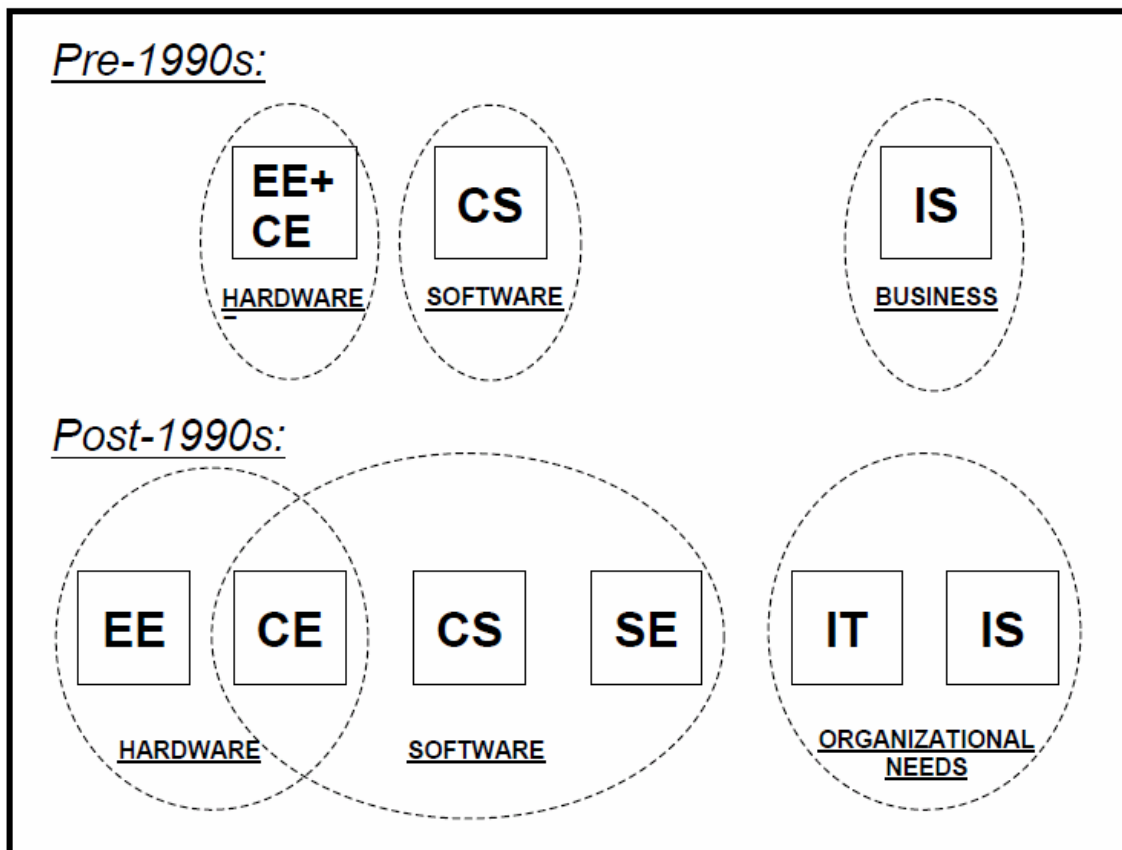 Pre-1990s:
EE+
CE
CS
IS
HARDWARE
SOFTWARE
BUSINESS
Post-1990s:
EE
CE
CS
SE
IT
IS
HARDWARE
SOFTWARE
ORGANIZATIONAL
NEEDS